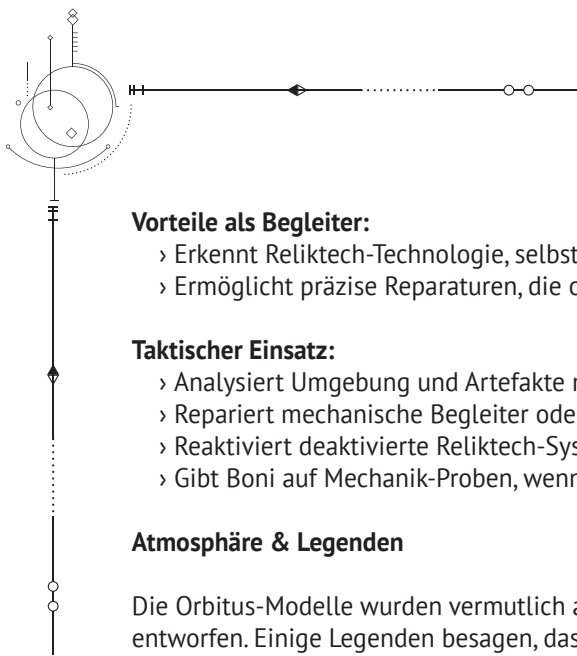 Vorteile als Begleiter:
› Erkennt Reliktech-Technologie, selbst
› Ermöglicht präzise Reparaturen, die
Taktischer Einsatz:
› Analysiert Umgebung und Artefakte
› Repariert mechanische Begleiter ode
› Reaktiviert deaktivierte Reliktech-Sys
› Gibt Boni auf Mechanik-Proben, wenn
Atmosphäre & Legenden
Die Orbitus-Modelle wurden vermutlich
entworfen. Einige Legenden besagen, das